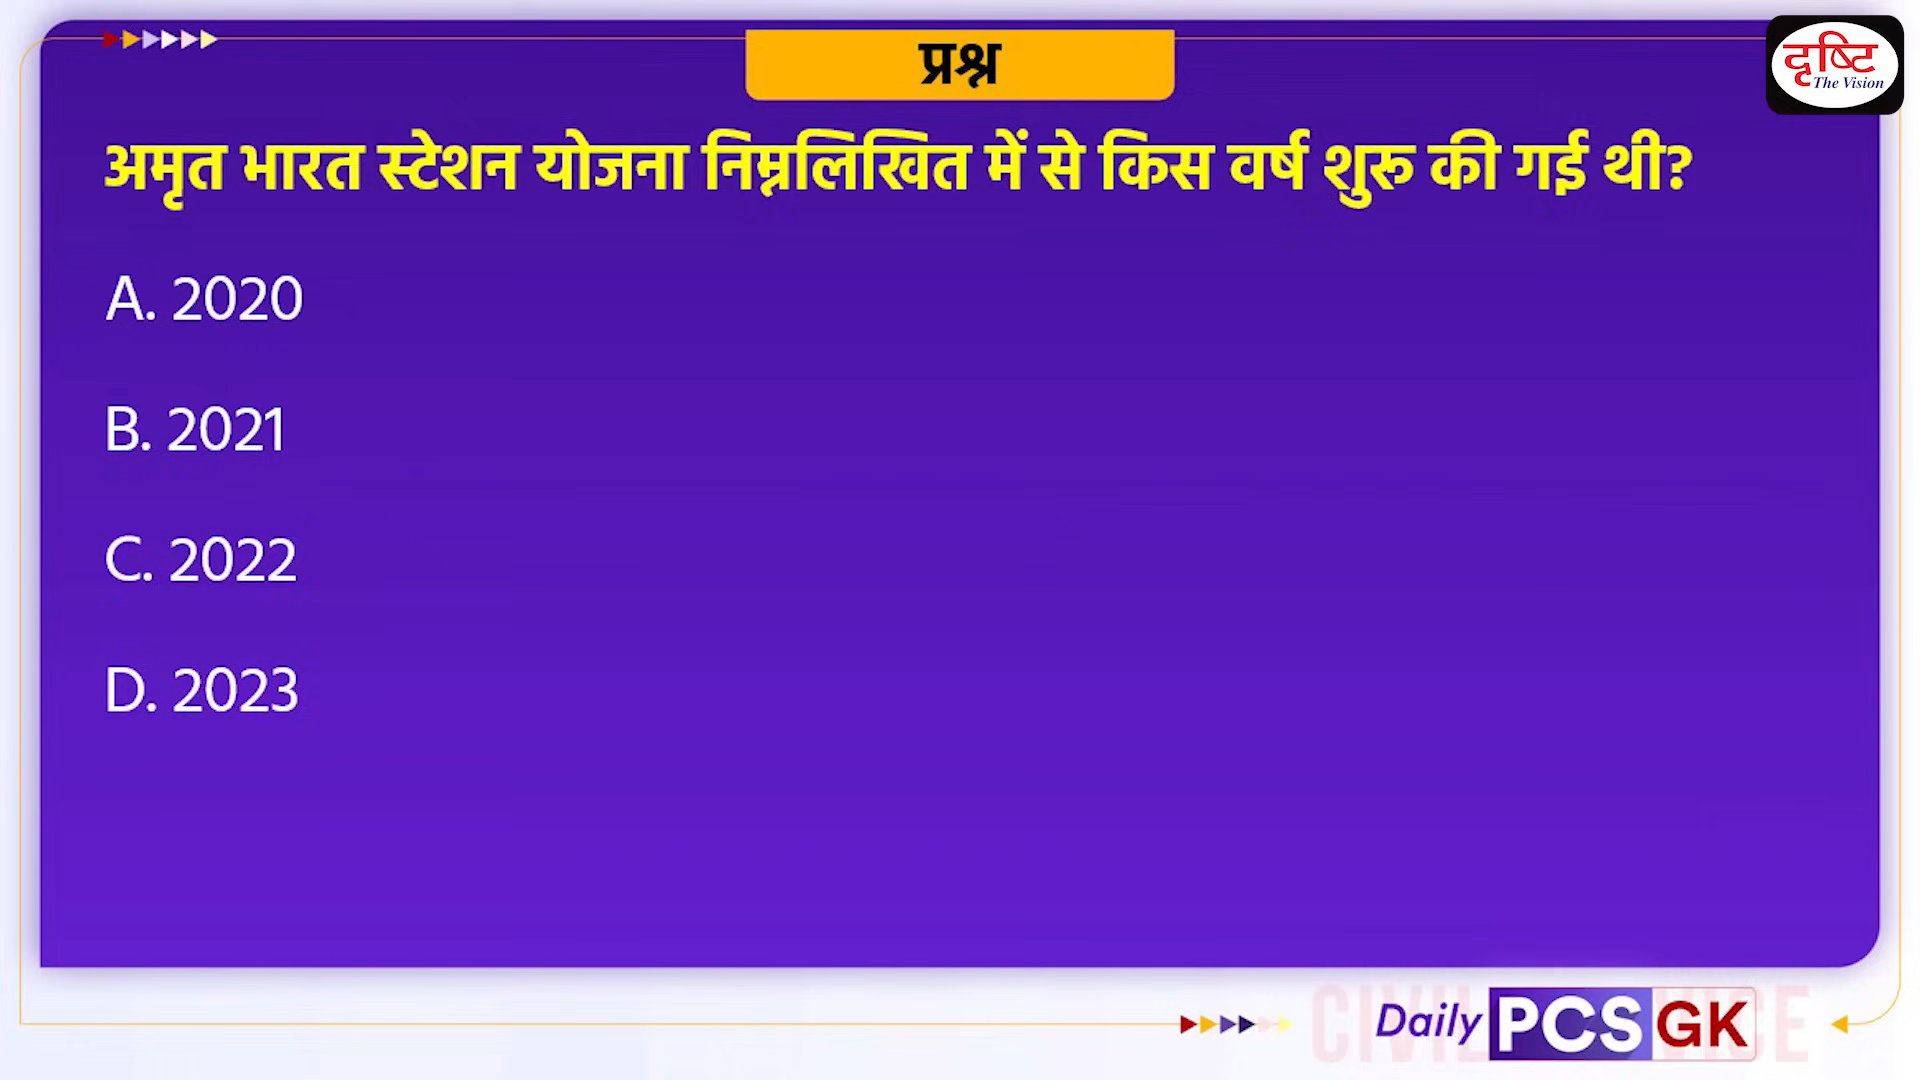 प्रश्न
दृष्टि
The Vision
अमृत भारत स्टेशन योजना निम्नलिखित में से किस वर्ष शुरू की गई थी?
A. 2020
B. 2021
C. 2022
D. 2023
Daily PCS GK